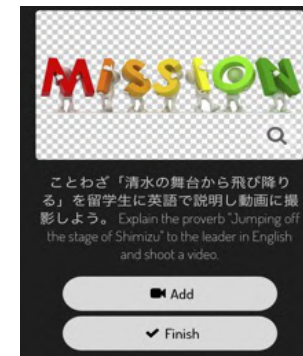 MISSION
ことわざ「清水の舞台から飛び降り
る」を留学生に英語で説明し動画に撮
影しよう。 Explain the proverb "Jumping off
the stage of Shimizu" to the leader in English
and shoot a video.
Add
Finish